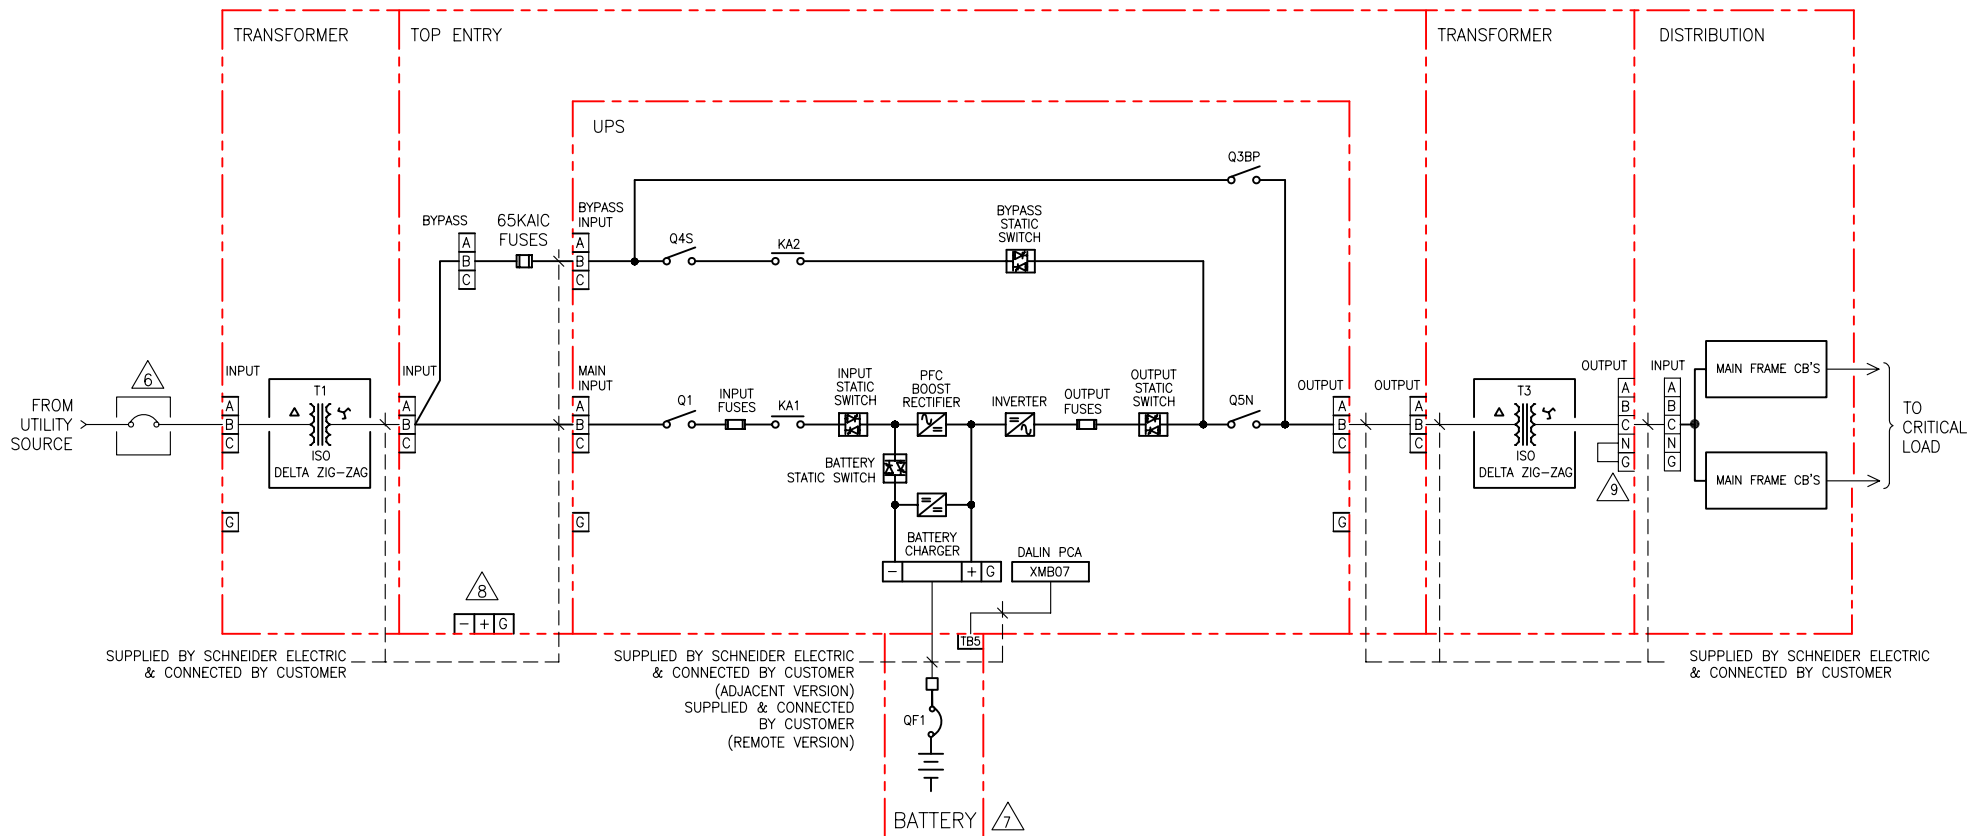 TRANSFORMER
TOP ENTRY
TRANSFORMER
DISTRIBUTION
UPS
Q3BP
BYPASS
65KAIC
FUSES
BYPASS
INPUT
A
B
C
A
B
C
Q4S
KA2
BYPASS
STATIC
SWITCH
6
FROM
UTILITY
SOURCE
INPUT
A
B
C
G
T1
ISO
DELTA ZIG-ZAG
INPUT
A
B
C
MAIN
INPUT
A
B
C
G
Q1
INPUT
FUSES
KA1
INPUT
STATIC
SWITCH
PFC
BOOST
RECTIFIER
INVERTER
OUTPUT
FUSES
OUTPUT
STATIC
SWITCH
Q5N
OUTPUT
A
B
C
G
OUTPUT
A
B
C
T3
ISO
DELTA ZIG-ZAG
OUTPUT
A
B
C
N
G
9
INPUT
A
B
C
N
G
MAIN FRAME CB'S
MAIN FRAME CB'S
TO
CRITICAL
LOAD
BATTERY
STATIC SWITCH
BATTERY
CHARGER
- + G
DALIN PCA
XMB07
8
- + G
TB5
SUPPLIED BY SCHNEIDER ELECTRIC
& CONNECTED BY CUSTOMER
SUPPLIED BY SCHNEIDER ELECTRIC
& CONNECTED BY CUSTOMER
(ADJACENT VERSION)
SUPPLIED & CONNECTED
BY CUSTOMER
(REMOTE VERSION)
SUPPLIED BY SCHNEIDER ELECTRIC
& CONNECTED BY CUSTOMER
QF1
BATTERY
7